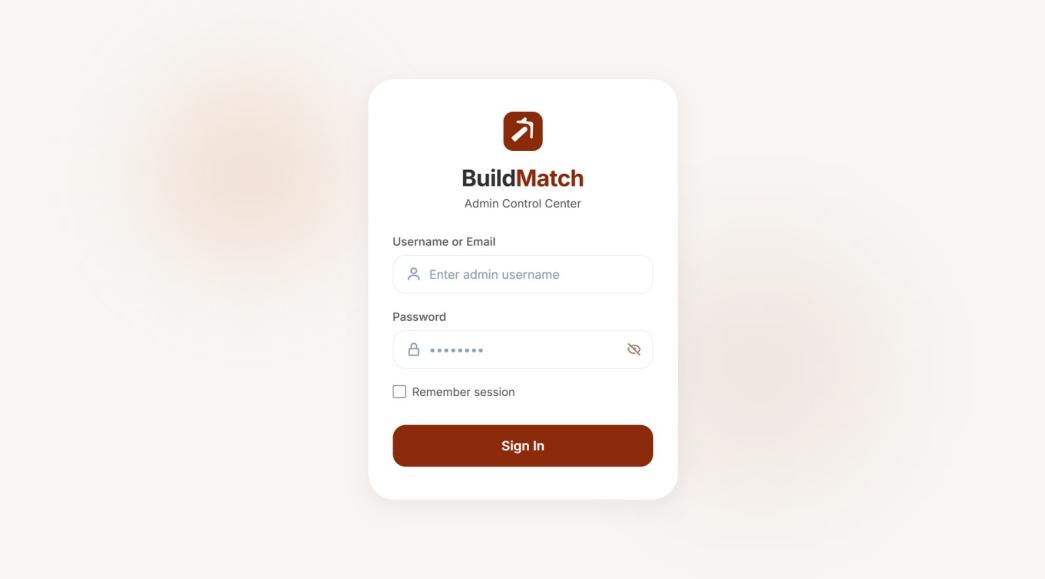 BuildMatch
Admin Control Center
Username or Email
Enter admin username
Password
••••••••
Remember session
Sign In